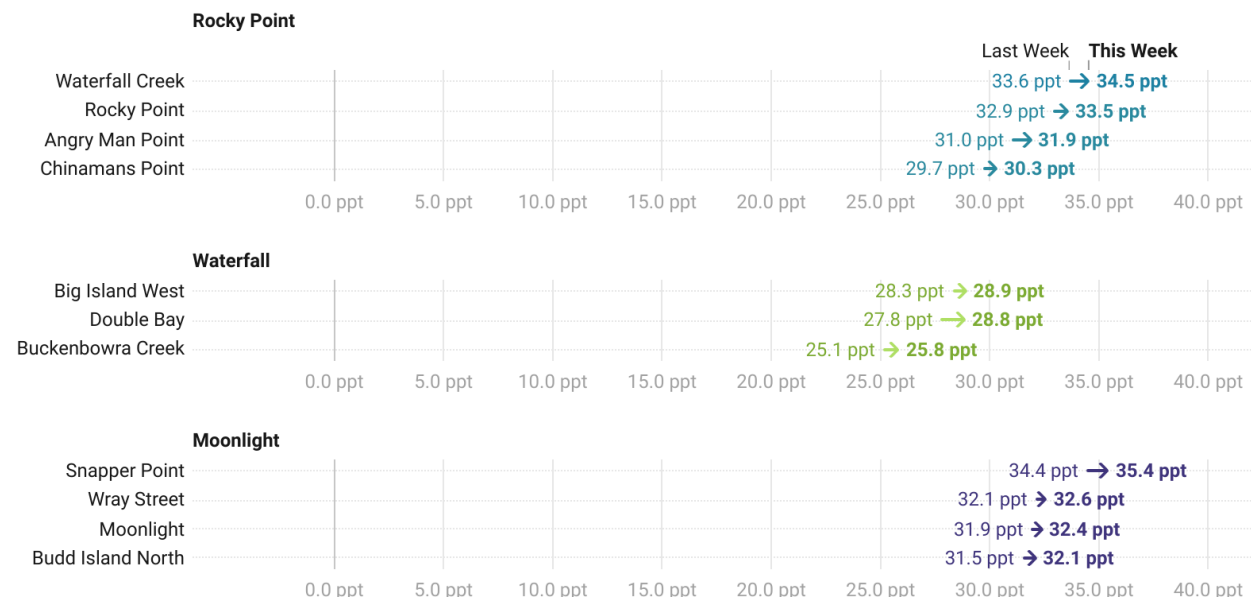 Rocky Point
Last Week This Week
Waterfall Creek 33.6 ppt → 34.5 ppt
Rocky Point 32.9 ppt → 33.5 ppt
Angry Man Point 31.0 ppt → 31.9 ppt
Chinamans Point 29.7 ppt → 30.3 ppt
0.0 ppt 5.0 ppt 10.0 ppt 15.0 ppt 20.0 ppt 25.0 ppt 30.0 ppt 35.0 ppt 40.0 ppt
Waterfall
Big Island West 28.3 ppt → 28.9 ppt
Double Bay 27.8 ppt → 28.8 ppt
Buckenbowra Creek 25.1 ppt → 25.8 ppt
0.0 ppt 5.0 ppt 10.0 ppt 15.0 ppt 20.0 ppt 25.0 ppt 30.0 ppt 35.0 ppt 40.0 ppt
Moonlight
Snapper Point 34.4 ppt → 35.4 ppt
Wray Street 32.1 ppt → 32.6 ppt
Moonlight 31.9 ppt → 32.4 ppt
Budd Island North 31.5 ppt → 32.1 ppt
0.0 ppt 5.0 ppt 10.0 ppt 15.0 ppt 20.0 ppt 25.0 ppt 30.0 ppt 35.0 ppt 40.0 ppt